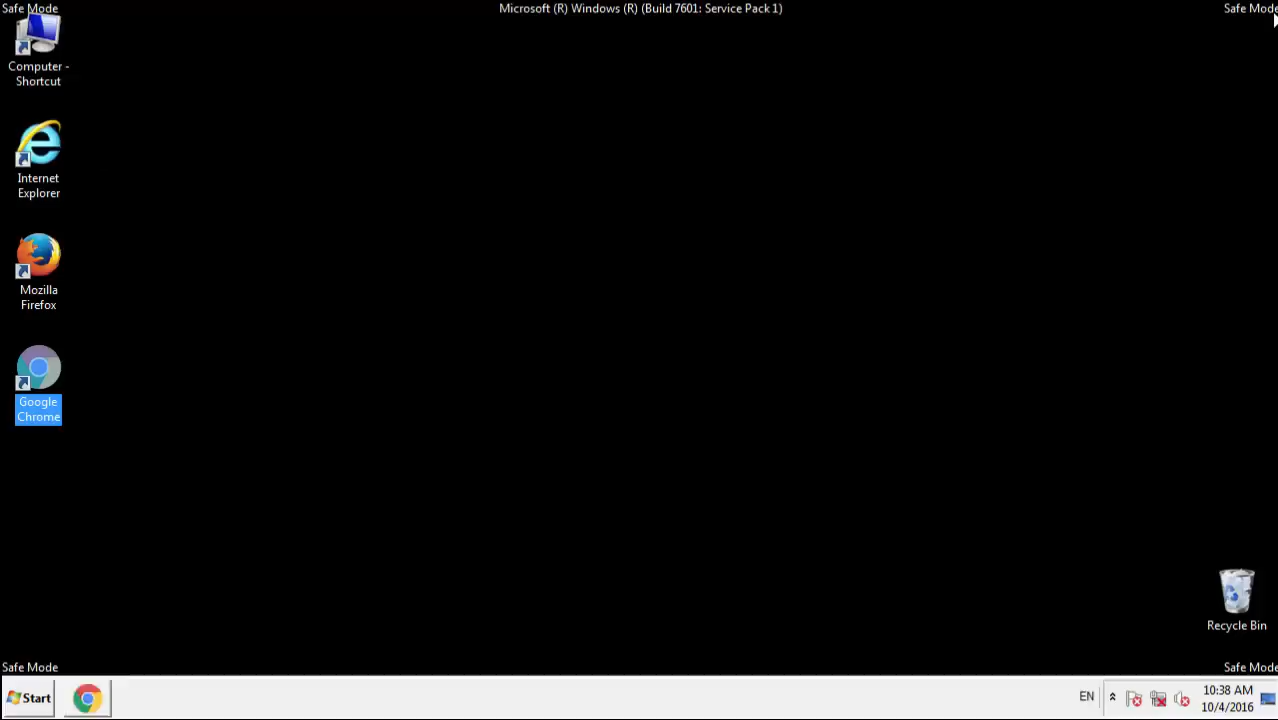 Safe Mode
Microsoft (R) Windows (R) (Build 7601: Service Pack 1)
Safe Mode
Computer -
Shortcut
Internet
Explorer
Mozilla
Firefox
Google
Chrome
Recycle Bin
Safe Mode
Safe Mode
Start
EN
10:38 AM
10/4/2016